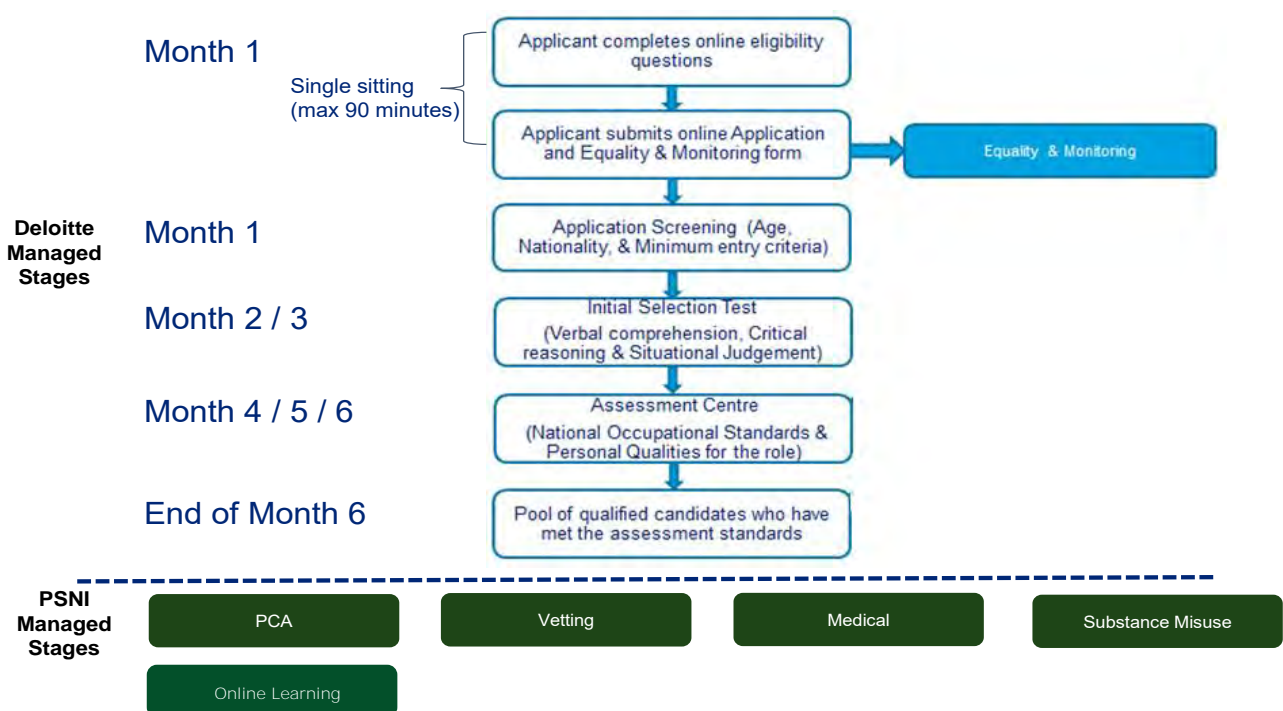 Month 1
Applicant completes online eligibility
questions
Single sitting
(max 90 minutes)
Applicant submits online Application
and Equality & Monitoring form
Equality & Monitoring
Deloitte
Managed
Stages
Month 1
Application Screening (Age,
Nationality, & Minimum entry criteria)
Month 2 / 3
Initial Selection Test
(Verbal comprehension, Critical
reasoning & Situational Judgement)
Month 4 / 5 / 6
Assessment Centre
(National Occupational Standards &
Personal Qualities for the role)
End of Month 6
Pool of qualified candidates who have
met the assessment standards
PSNI
Managed
Stages
PCA
Vetting
Medical
Substance Misuse
Online Learning